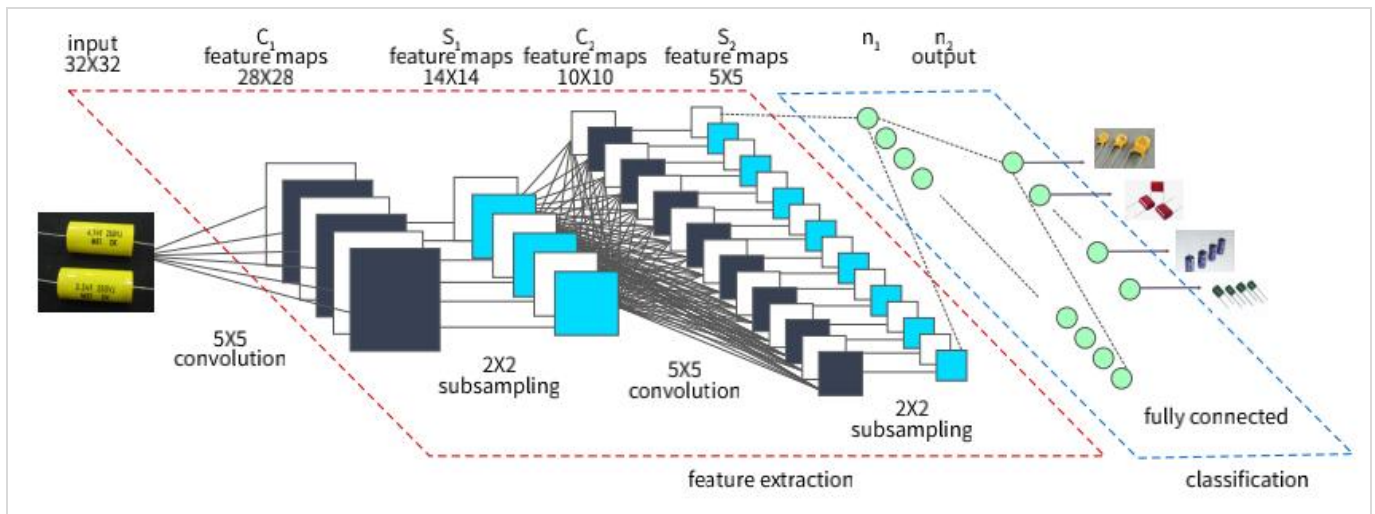 input
32X32
C1
feature maps
28X28
S1
feature maps
14X14
C2
feature maps
10X10
S2
feature maps
5X5
n1
n2
output
5X5
convolution
2X2
subsampling
5X5
convolution
2X2
subsampling
fully connected
feature extraction
classification